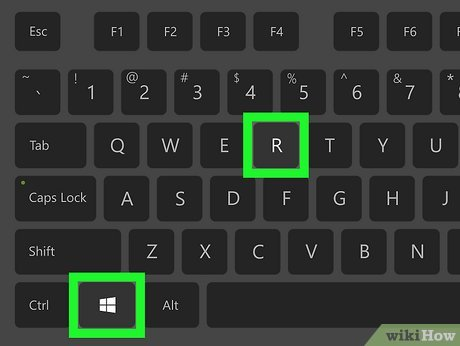 Esc F1 F2 F3 F4 F5 F6
~ ! @ # $ % ^ & *
` 1 2 3 4 5 6 7
Tab Q W E R T Y U
Caps Lock A S D F G H J
Shift Z X C V B N
Ctrl Alt
wikiHow